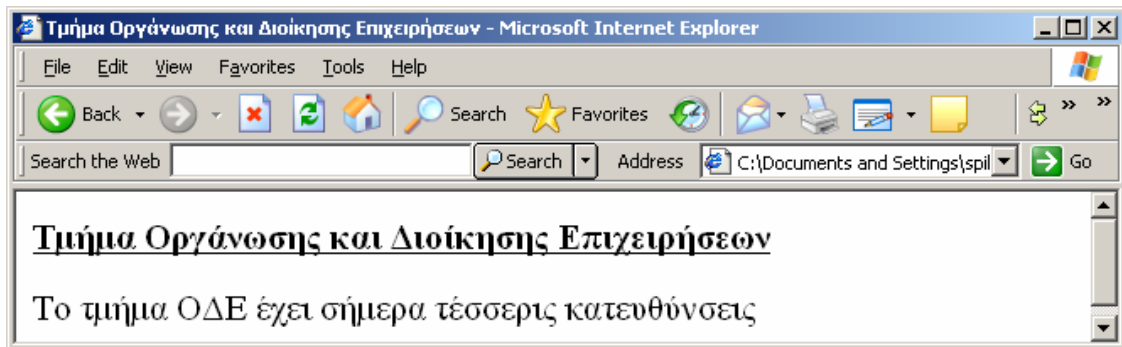 Τμήμα Οργάνωσης και Διοίκησης Επιχειρήσεων - Microsoft Internet Explorer
File Edit View Favorites Tools Help
Back Search Favorites
Search the Web Search Address C:\Documents and Settings\spil Go
Τμήμα Οργάνωσης και Διοίκησης Επιχειρήσεων
Το τμήμα ΟΔΕ έχει σήμερα τέσσερις κατευθύνσεις